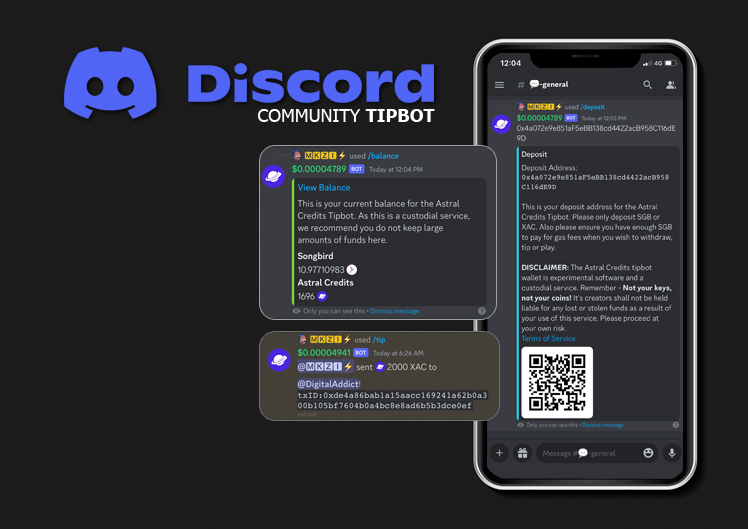 Discord
COMMUNITY TIPBOT
MKZI⚡ used /balance
$0.00004789 BOT Today at 12:04 PM
View Balance
This is your current balance for the Astral
Credits Tipbot. As this is a custodial service,
we recommend you do not keep large
amounts of funds here.
Songbird
10.97710983
Astral Credits
1696
Only you can see this • Dismiss message
MKZI⚡ used /tip
$0.00004941 BOT Today at 6:26 AM
@MKZI⚡ sent 2000 XAC to
@DigitalAddict!
txID:0xde4a86bab1a15aacc169241a62b0a3
00b105bf7604b0a4bc8e8ad6b5b3dce0ef
(edited)
12:04 4G
# 💬-general
MKZI⚡ used /deposit
$0.00004789 BOT Today at 12:03 PM
0x4a072e9e851aF5eBB138cd4422acB958C116dE
9D
Deposit
Deposit Address:
0x4a072e9e851aF5eBB138cd4422acB958
C116dE9D
This is your deposit address for the Astral
Credits Tipbot. Please only deposit SGB or
XAC. Also please ensure you have enough SGB
to pay for gas fees when you wish to withdraw,
tip or play.
DISCLAIMER: The Astral Credits tipbot
wallet is experimental software and a
custodial service. Remember - Not your keys,
not your coins! It's creators shall not be held
liable for any lost or stolen funds as a result of
your use of this service. Please proceed at
your own risk.
Terms of Service
Only you can see this • Dismiss message
Message #💬-general